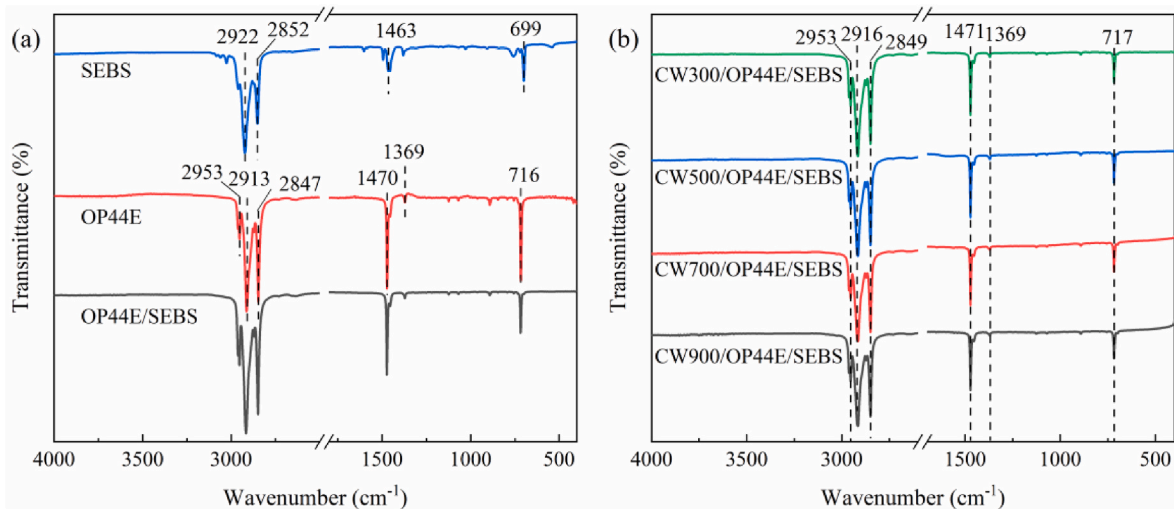 (a)
2922
2852
1463
699
SEBS
2953
2913
2847
1470
1369
716
OP44E
OP44E/SEBS
Transmittance (%)
4000
3500
3000
1500
1000
500
Wavenumber (cm⁻¹)
(b)
2953
2916
2849
1471
1369
717
CW300/OP44E/SEBS
CW500/OP44E/SEBS
CW700/OP44E/SEBS
CW900/OP44E/SEBS
Transmittance (%)
4000
3500
3000
1500
1000
500
Wavenumber (cm⁻¹)